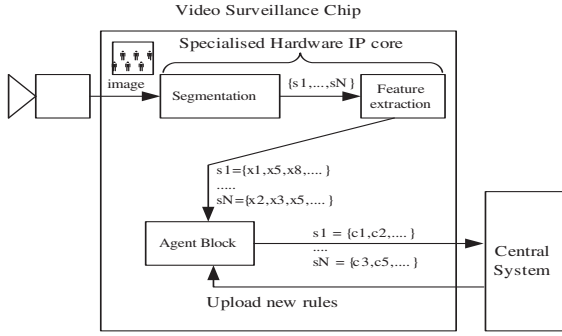 Video Surveillance Chip
Specialised Hardware IP core
image
Segmentation
{s1,...,sN}
Feature
extraction
s1={x1,x5,x8,.... }
.....
sN={x2,x3,x5,.... }
Agent Block
s1 = {c1,c2,.... }
....
sN = {c3,c5,.... }
Central
System
Upload new rules